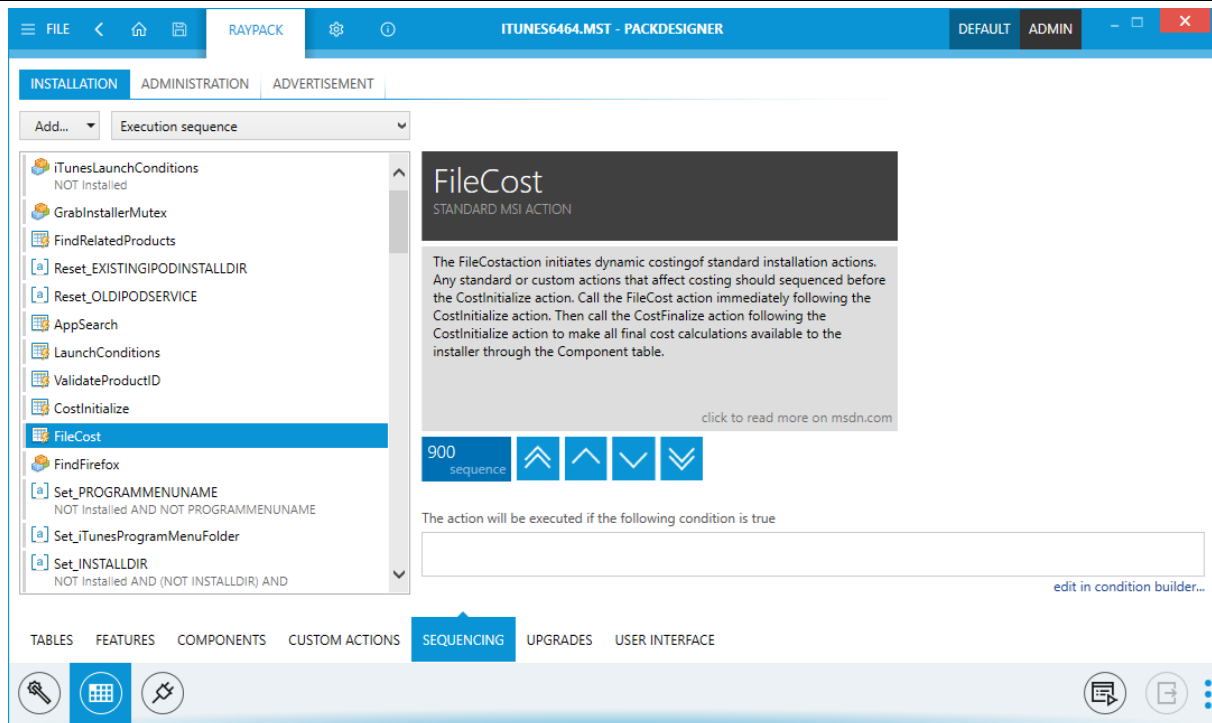 FILE
RAYPACK
ITUNES6464.MST - PACKDESIGNER
DEFAULT
ADMIN
INSTALLATION
ADMINISTRATION
ADVERTISEMENT
Add...
Execution sequence
iTunesLaunchConditions
NOT Installed
GrabInstallerMutex
FindRelatedProducts
[a] Reset_EXISTINGIPODINSTALLDIR
[a] Reset_OLDIPODSERVICE
AppSearch
LaunchConditions
ValidateProductID
CostInitialize
FileCost
FindFirefox
[a] Set_PROGRAMMENUNAME
NOT Installed AND NOT PROGRAMMENUNAME
[a] Set_iTunesProgramMenuFolder
[a] Set_INSTALLDIR
NOT Installed AND (NOT INSTALLDIR) AND
FileCost
STANDARD MSI ACTION
The FileCostaction initiates dynamic costingof standard installation actions.
Any standard or custom actions that affect costing should sequenced before
the CostInitialize action. Call the FileCost action immediately following the
CostInitialize action. Then call the CostFinalize action following the
CostInitialize action to make all final cost calculations available to the
installer through the Component table.
click to read more on msdn.com
900
sequence
The action will be executed if the following condition is true
edit in condition builder...
TABLES
FEATURES
COMPONENTS
CUSTOM ACTIONS
SEQUENCING
UPGRADES
USER INTERFACE